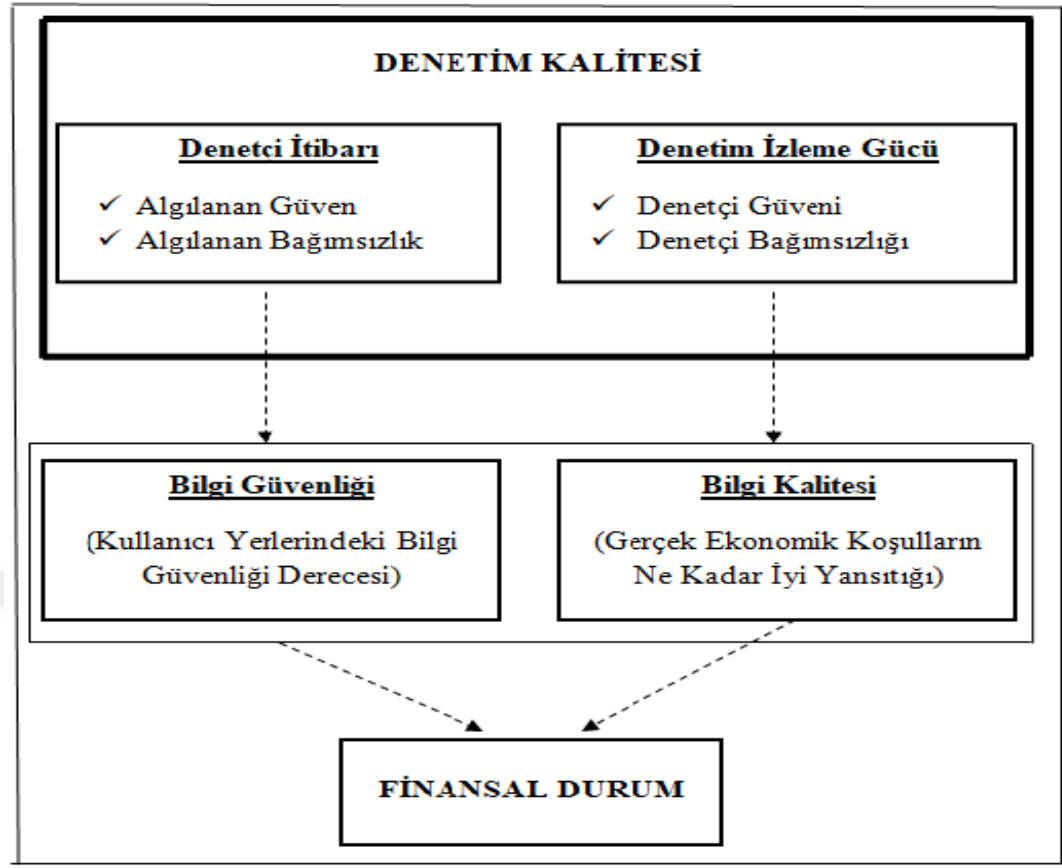 DENETİM KALİTESİ
Denetci İtibarı
✓ Algılanan Güven
✓ Algılanan Bağımsızlık
Denetim İzleme Gücü
✓ Denetçi Güveni
✓ Denetçi Bağımsızlığı
Bilgi Güvenliği
(Kullanıcı Yerlerindeki Bilgi
Güvenliği Derecesi)
Bilgi Kalitesi
(Gerçek Ekonomik Koşulların
Ne Kadar İyi Yansıtığı)
FİNANSAL DURUM